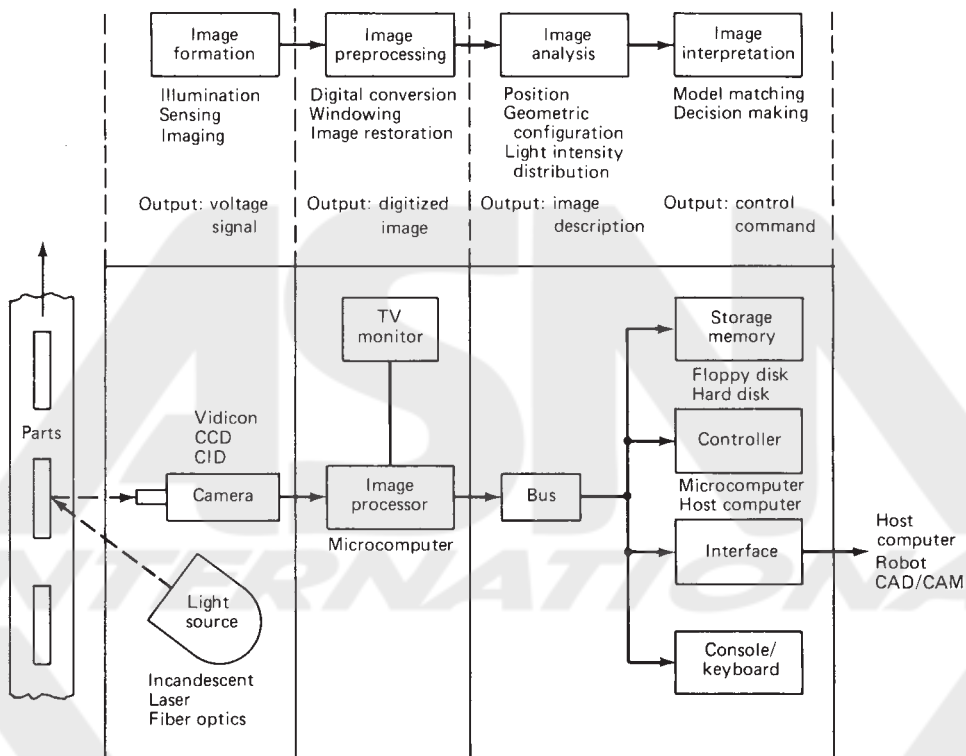 Image
formation
Image
preprocessing
Image
analysis
Image
interpretation
Illumination
Sensing
Imaging
Digital conversion
Windowing
Image restoration
Position
Geometric
configuration
Light intensity
distribution
Model matching
Decision making
Output: voltage
signal
Output: digitized
image
Output: image
description
Output: control
command
TV
monitor
Storage
memory
Floppy disk
Hard disk
Parts
Vidicon
CCD
CID
Camera
Image
processor
Microcomputer
Bus
Controller
Microcomputer
Host computer
Interface
Host
computer
Robot
CAD/CAM
Light
source
Incandescent
Laser
Fiber optics
Console/
keyboard
ASM
INTERNATIONA